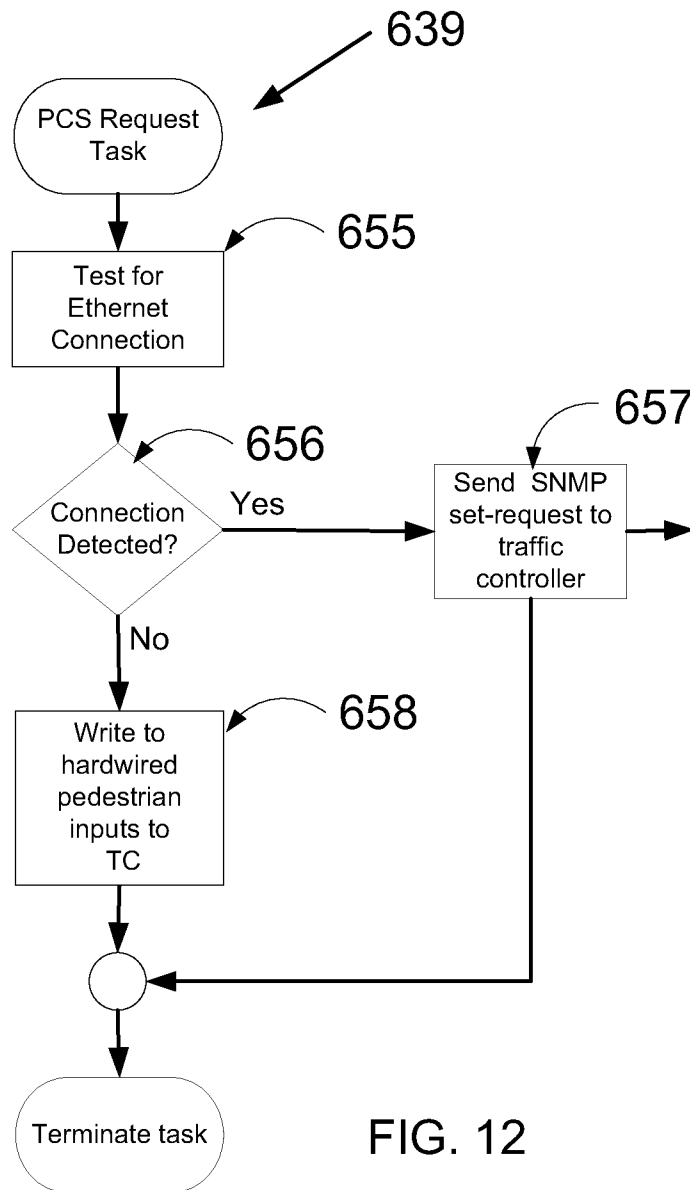 639
PCS Request
Task
655
Test for
Ethernet
Connection
656
657
Connection
Detected?
Yes
Send SNMP
set-request to
traffic
controller
No
658
Write to
hardwired
pedestrian
inputs to
TC
Terminate task
FIG. 12